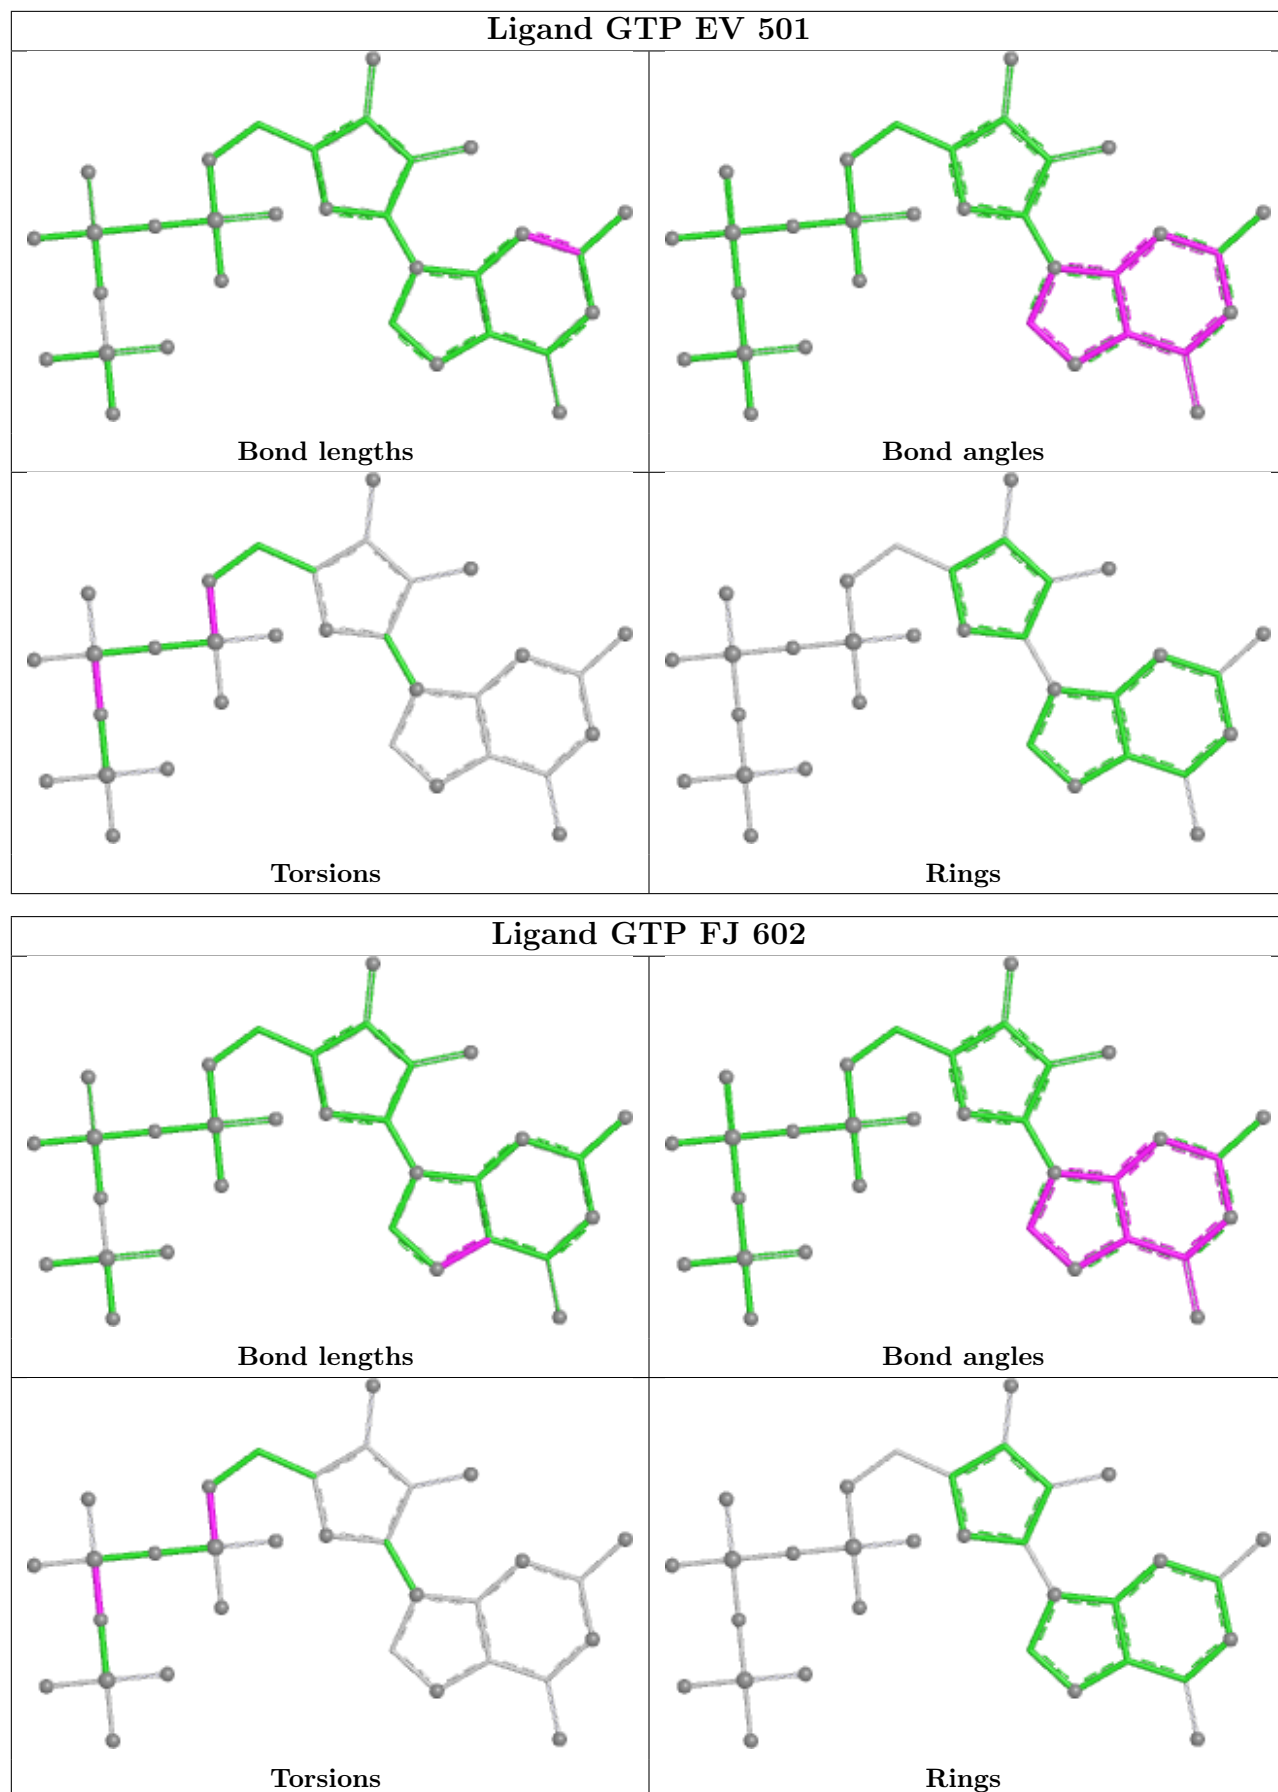 Ligand GTP EV 501
Bond lengths
Bond angles
Torsions
Rings
Ligand GTP FJ 602
Bond lengths
Bond angles
Torsions
Rings